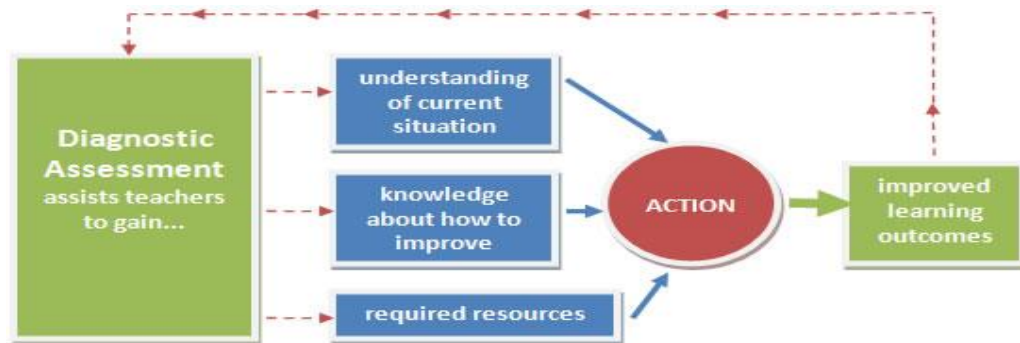 Diagnostic
Assessment
assists teachers
to gain...
understanding
of current
situation
knowledge
about how to
improve
required resources
ACTION
improved
learning
outcomes